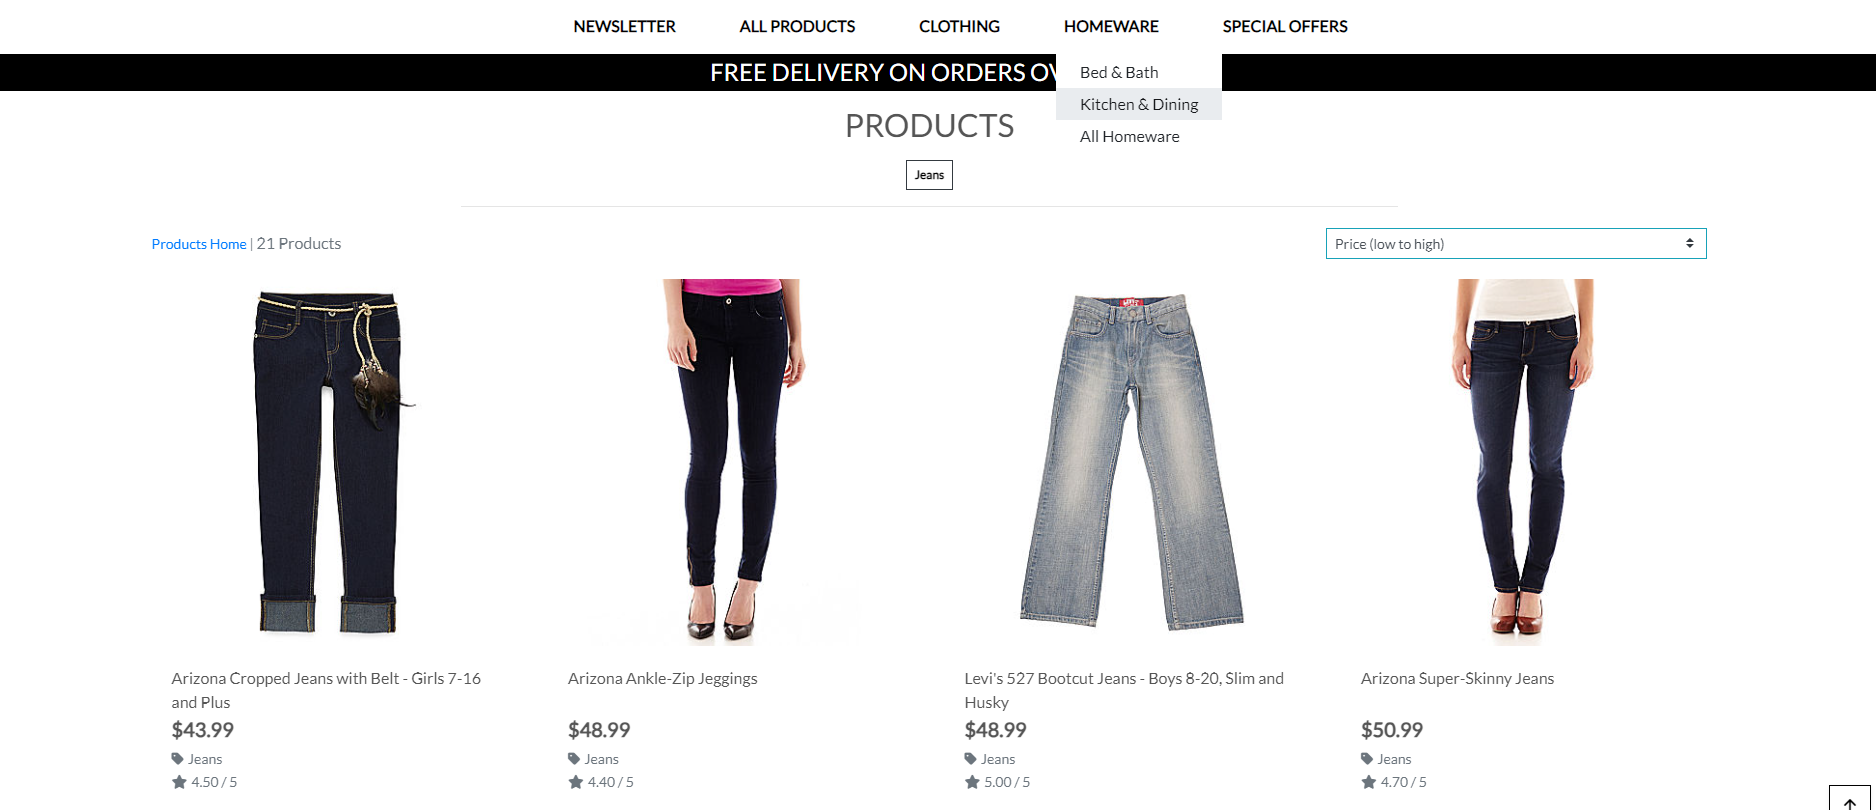 NEWSLETTER ALL PRODUCTS CLOTHING HOMEWARE SPECIAL OFFERS
FREE DELIVERY ON ORDERS OV
Bed & Bath
Kitchen & Dining
All Homeware
PRODUCTS
Jeans
Products Home | 21 Products
Price (low to high)
Arizona Cropped Jeans with Belt - Girls 7-16
and Plus
$43.99
Jeans
4.50 / 5
Arizona Ankle-Zip Jeggings
$48.99
Jeans
4.40 / 5
Levi's 527 Bootcut Jeans - Boys 8-20, Slim and
Husky
$48.99
Jeans
5.00 / 5
Arizona Super-Skinny Jeans
$50.99
Jeans
4.70 / 5